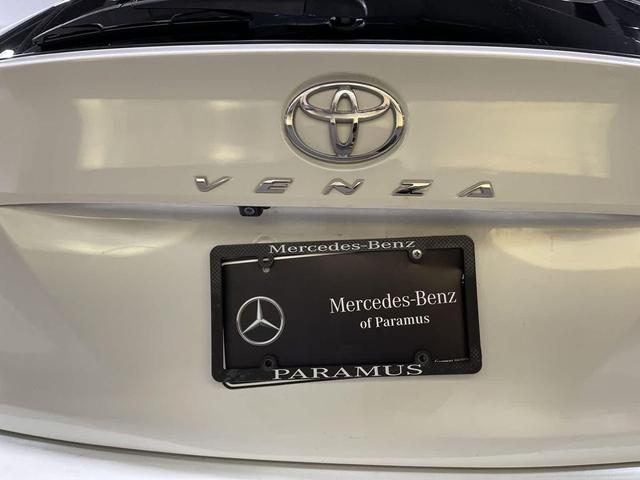 VENZA
Mercedes-Benz
Mercedes-Benz
of Paramus
PARAMUS